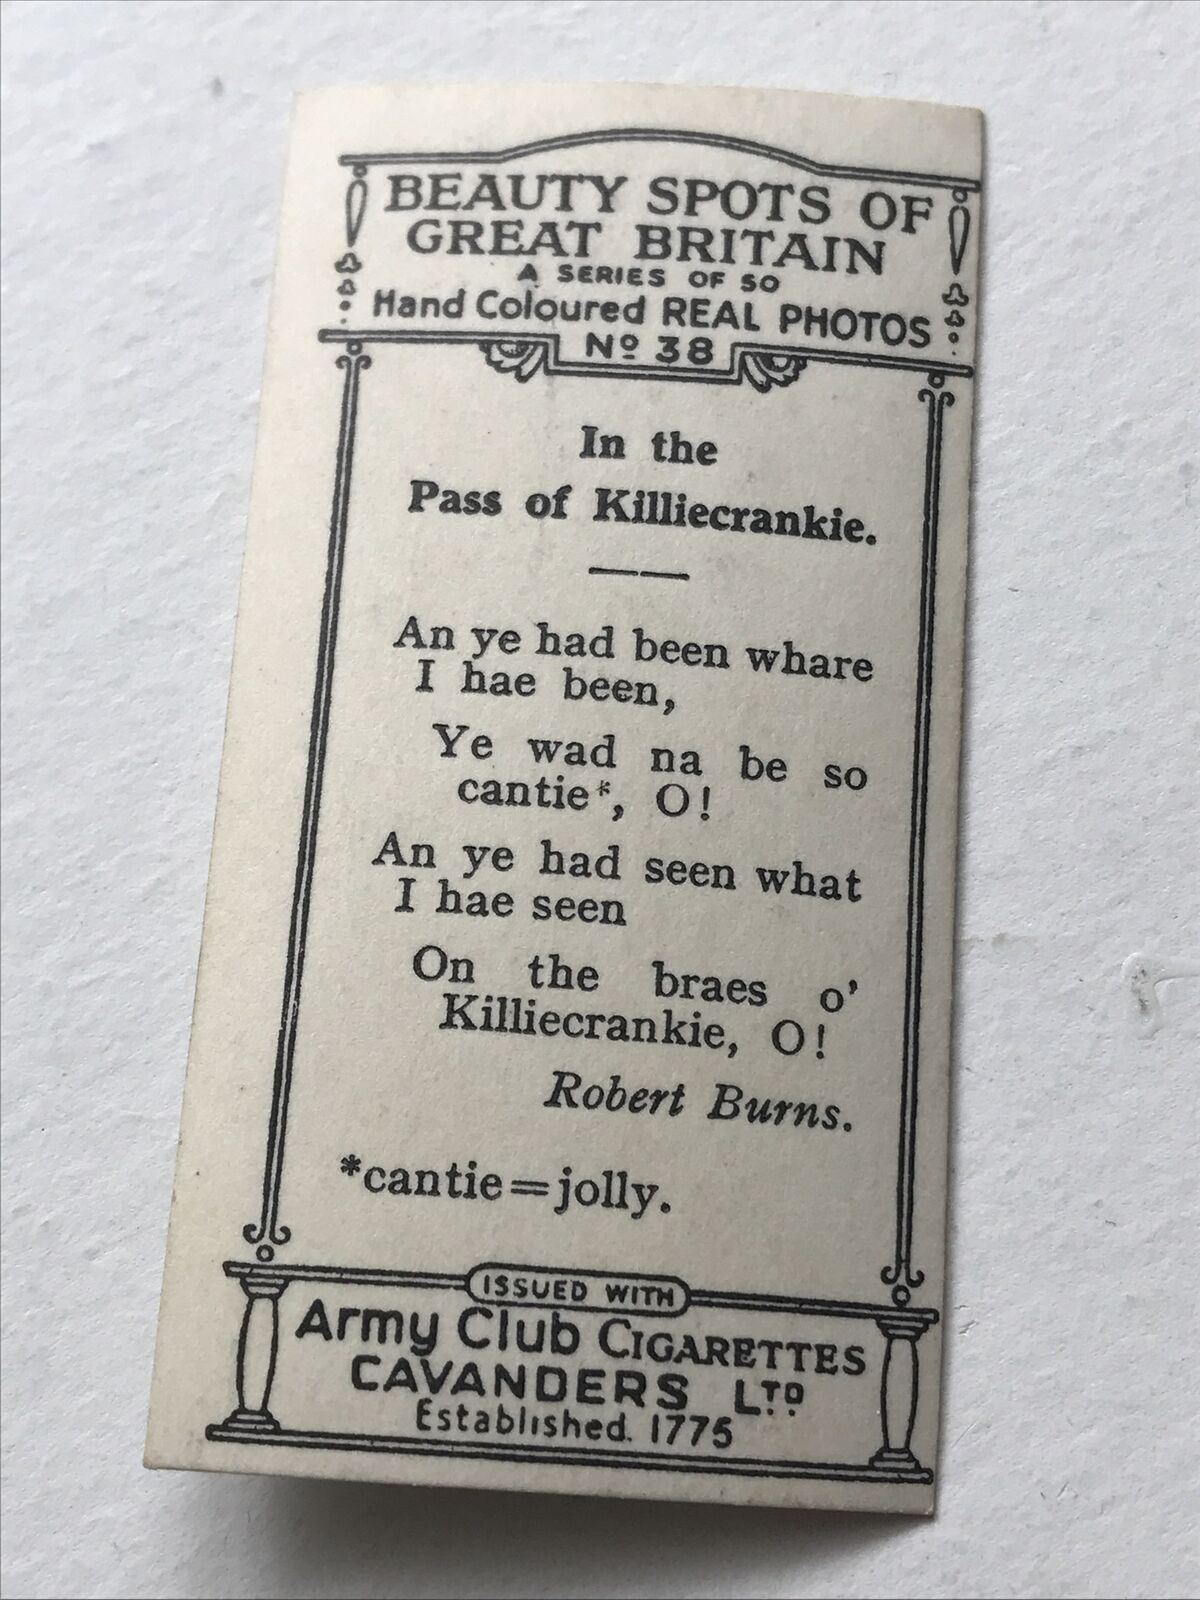 BEAUTY SPOTS OF
GREAT BRITAIN
A SERIES OF 50
Hand Coloured REAL PHOTOS
Nº 38
In the
Pass of Killiecrankie.
An ye had been whare
I hae been,
Ye wad na be so
cantie*, O!
An ye had seen what
I hae seen
On the braes o'
Killiecrankie, O!
Robert Burns.
*cantie=jolly.
ISSUED WITH
Army Club CIGARETTES
CAVANDERS LTD
Established. 1775